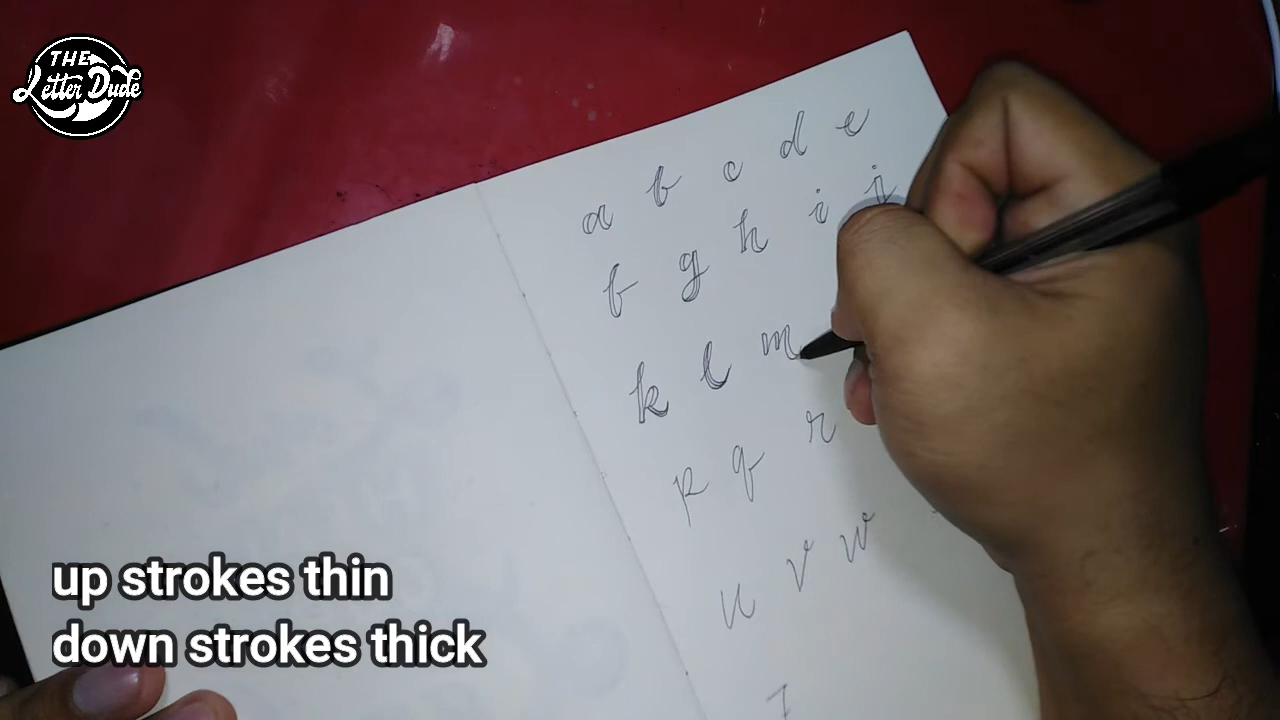 THE
Letter Dude
a b c d e
f g h i j
k l m
p q r
u v w
z
up strokes thin
down strokes thick